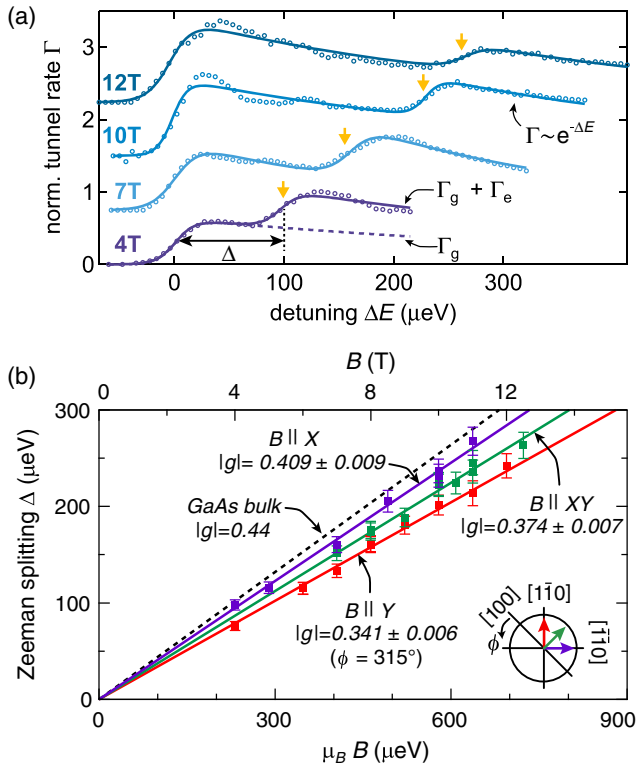 (a)
norm. tunnel rate Γ
3
2
1
0
12T
10T
7T
4T
Γ~e^-ΔE
Γg + Γe
Γg
Δ
0
100
200
300
detuning ΔE (μeV)
(b)
B (T)
0
4
8
12
Zeeman splitting Δ (μeV)
300
200
100
0
B || X
|g|= 0.409 ± 0.009
GaAs bulk
|g|=0.44
B || XY
|g|=0.374 ± 0.007
B || Y
|g|=0.341 ± 0.006
(ϕ = 315°)
[100]
[11̅0]
[1̅1̅0]
ϕ
0
300
600
900
μB B (μeV)